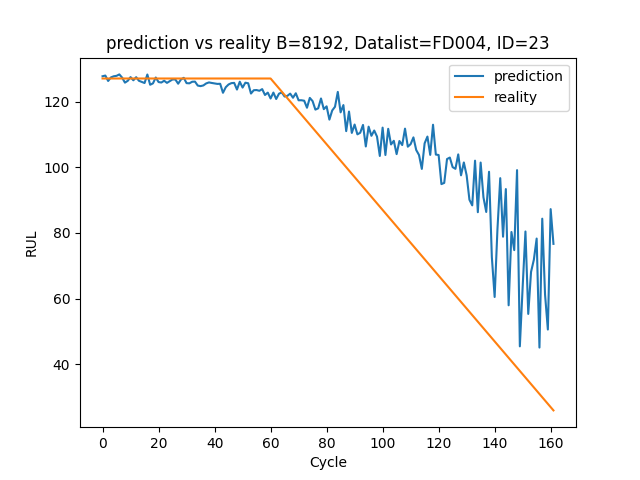 prediction vs reality B=8192, Datalist=FD004, ID=23
prediction
reality
RUL
120
100
80
60
40
0 20 40 60 80 100 120 140 160
Cycle